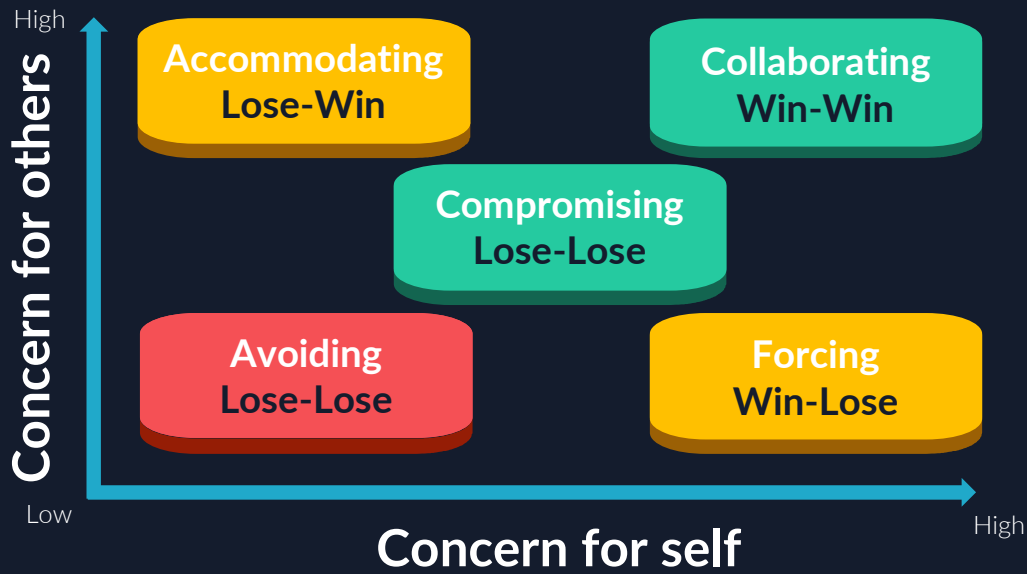 High
Concern for others
Accommodating
Lose-Win
Collaborating
Win-Win
Compromising
Lose-Lose
Avoiding
Lose-Lose
Forcing
Win-Lose
Low
High
Concern for self